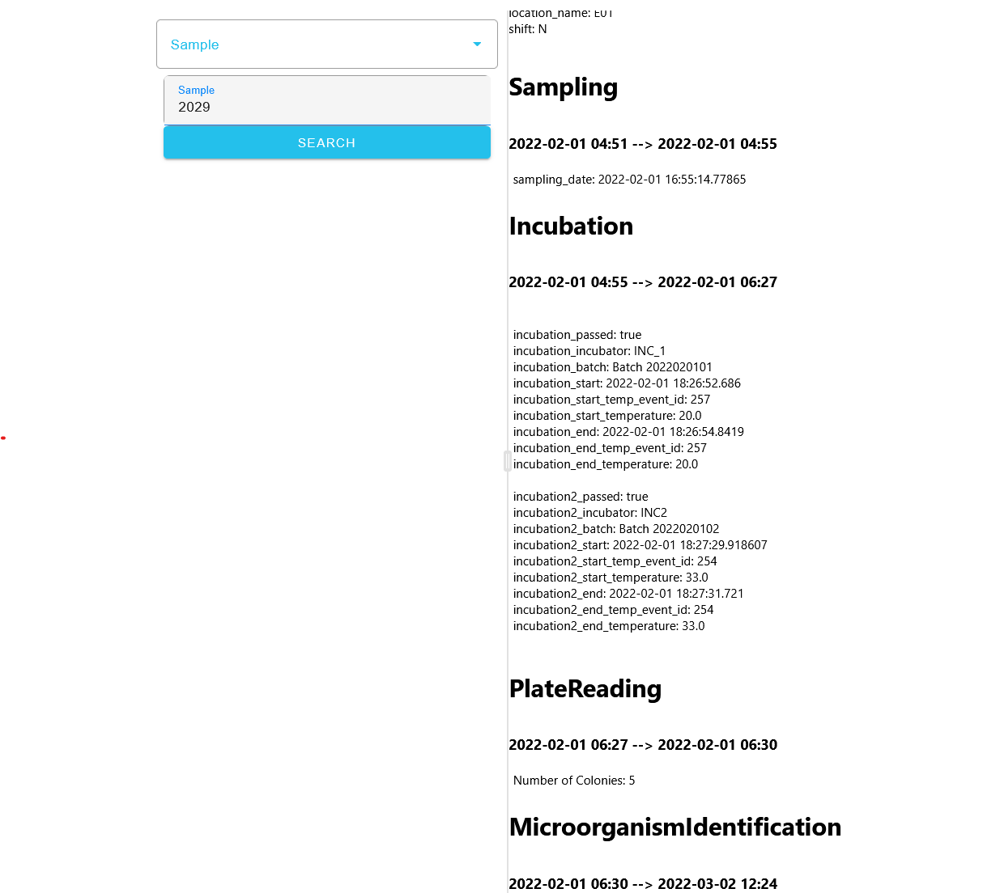 Sample
Sample
2029
SEARCH
location_name: E01
shift: N
Sampling
2022-02-01 04:51 --> 2022-02-01 04:55
sampling_date: 2022-02-01 16:55:14.77865
Incubation
2022-02-01 04:55 --> 2022-02-01 06:27
incubation_passed: true
incubation_incubator: INC_1
incubation_batch: Batch 2022020101
incubation_start: 2022-02-01 18:26:52.686
incubation_start_temp_event_id: 257
incubation_start_temperature: 20.0
incubation_end: 2022-02-01 18:26:54.8419
incubation_end_temp_event_id: 257
incubation_end_temperature: 20.0
incubation2_passed: true
incubation2_incubator: INC2
incubation2_batch: Batch 2022020102
incubation2_start: 2022-02-01 18:27:29.918607
incubation2_start_temp_event_id: 254
incubation2_start_temperature: 33.0
incubation2_end: 2022-02-01 18:27:31.721
incubation2_end_temp_event_id: 254
incubation2_end_temperature: 33.0
PlateReading
2022-02-01 06:27 --> 2022-02-01 06:30
Number of Colonies: 5
MicroorganismIdentification
2022-02-01 06:30 --> 2022-03-02 12:24